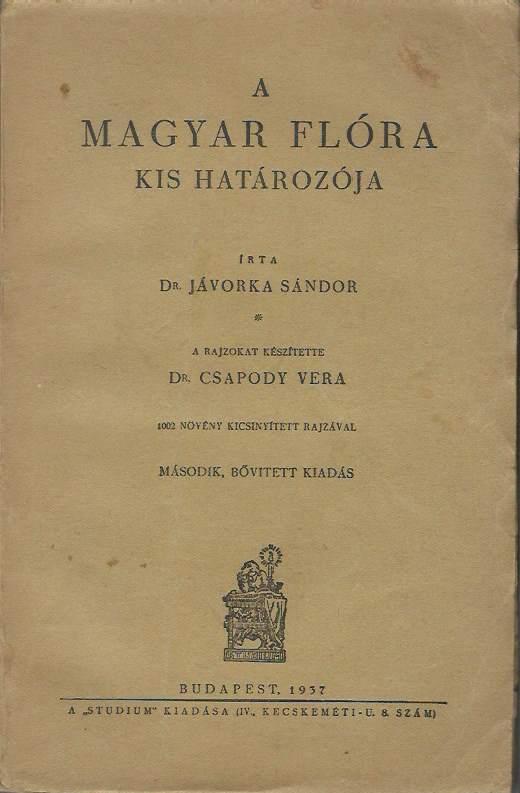 A
MAGYAR FLÓRA
KIS HATÁROZÓJA
ÍRTA
DR. JÁVORKA SÁNDOR
*
A RAJZOKAT KÉSZÍTETTE
DR. CSAPODY VERA
1002 NÖVÉNY KICSINYÍTETT RAJZÁVAL
MÁSODIK, BŐVITETT KIADÁS
STUDIUM
BUDAPEST, 1937
A „STUDIUM" KIADÁSA (IV., KECSKEMÉTI-U. 8. SZÁM)